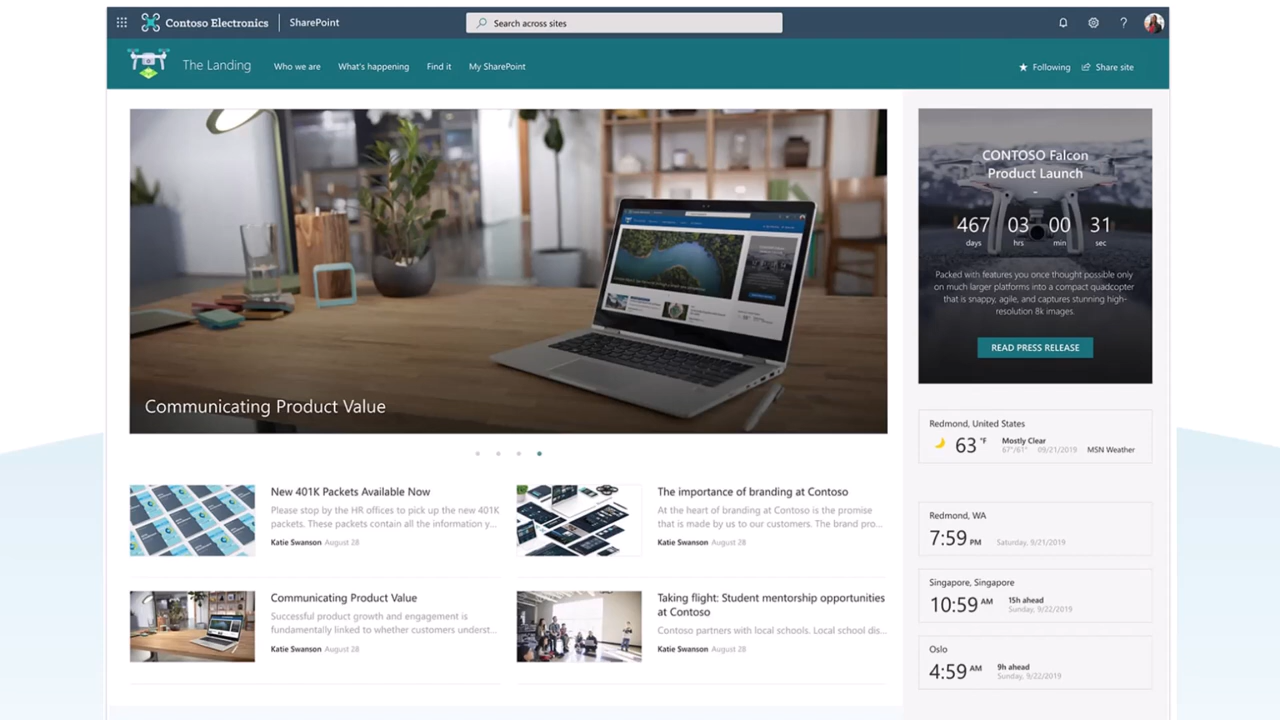 Contoso Electronics
SharePoint
Search across sites
The Landing
Who we are
What's happening
Find it
My SharePoint
Following
Share site
Communicating Product Value
New 401K Packets Available Now
Please stop by the HR offices to pick up the new 401K
packets. These packets contain all the information y...
Katie Swanson August 28
The importance of branding at Contoso
At the heart of branding at Contoso is the promise
that is made by us to our customers. The brand pro...
Katie Swanson August 28
Communicating Product Value
Successful product growth and engagement is
fundamentally linked to whether customers underst...
Katie Swanson August 28
Taking flight: Student mentorship opportunities
at Contoso
Contoso partners with local schools. Local school dis...
Katie Swanson August 28
CONTOSO Falcon
Product Launch
-
467 03 00 31
days hrs min sec
Packed with features you once thought possible only
on much larger platforms into a compact quadcopter
that is snappy, agile, and captures stunning high-
resolution 8k images.
READ PRESS RELEASE
Redmond, United States
63 °F
Mostly Clear
67°/61° 09/21/2019
MSN Weather
Redmond, WA
7:59 PM
Saturday, 9/21/2019
Singapore, Singapore
10:59 AM
15h ahead
Sunday, 9/22/2019
Oslo
4:59 AM
9h ahead
Sunday, 9/22/2019